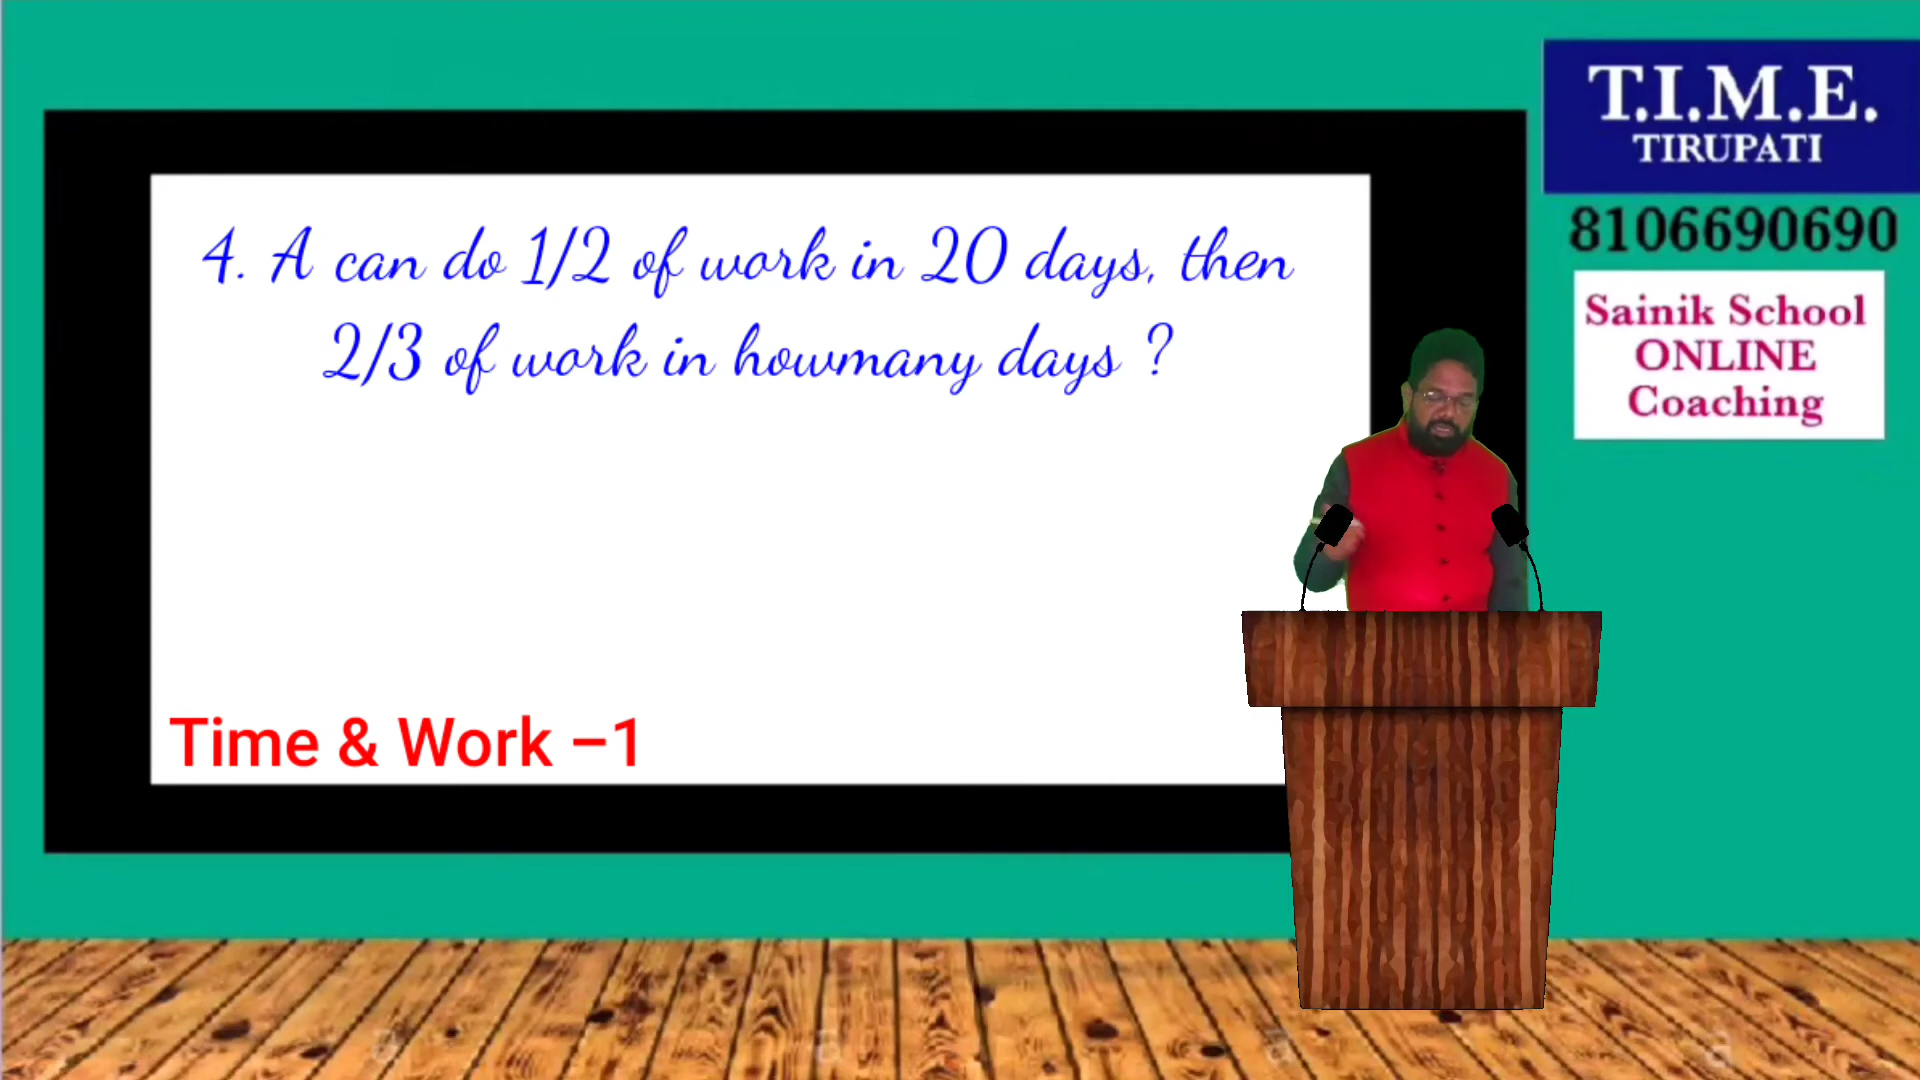 T.I.M.E.
TIRUPATI
8106690690
Sainik School
ONLINE
Coaching
4. A can do 1/2 of work in 20 days, then
2/3 of work in howmany days ?
Time & Work –1